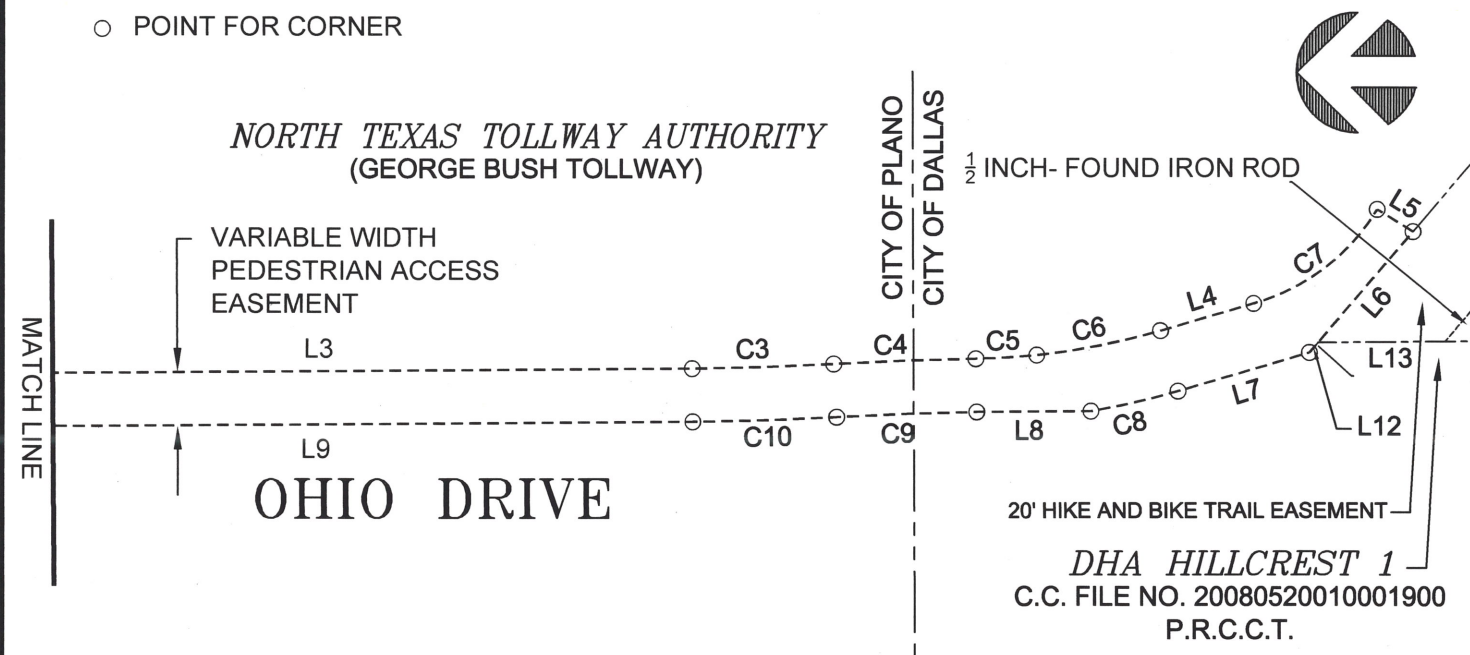 POINT FOR CORNER
NORTH TEXAS TOLLWAY AUTHORITY
(GEORGE BUSH TOLLWAY)
CITY OF PLANO
CITY OF DALLAS
1/2 INCH- FOUND IRON ROD
VARIABLE WIDTH
PEDESTRIAN ACCESS
EASEMENT
MATCH LINE
L3
C3
C4
C5
C6
L4
C7
L5
L6
L13
L12
L7
C8
L8
C9
C10
L9
OHIO DRIVE
20' HIKE AND BIKE TRAIL EASEMENT
DHA HILLCREST 1
C.C. FILE NO. 20080520010001900
P.R.C.C.T.